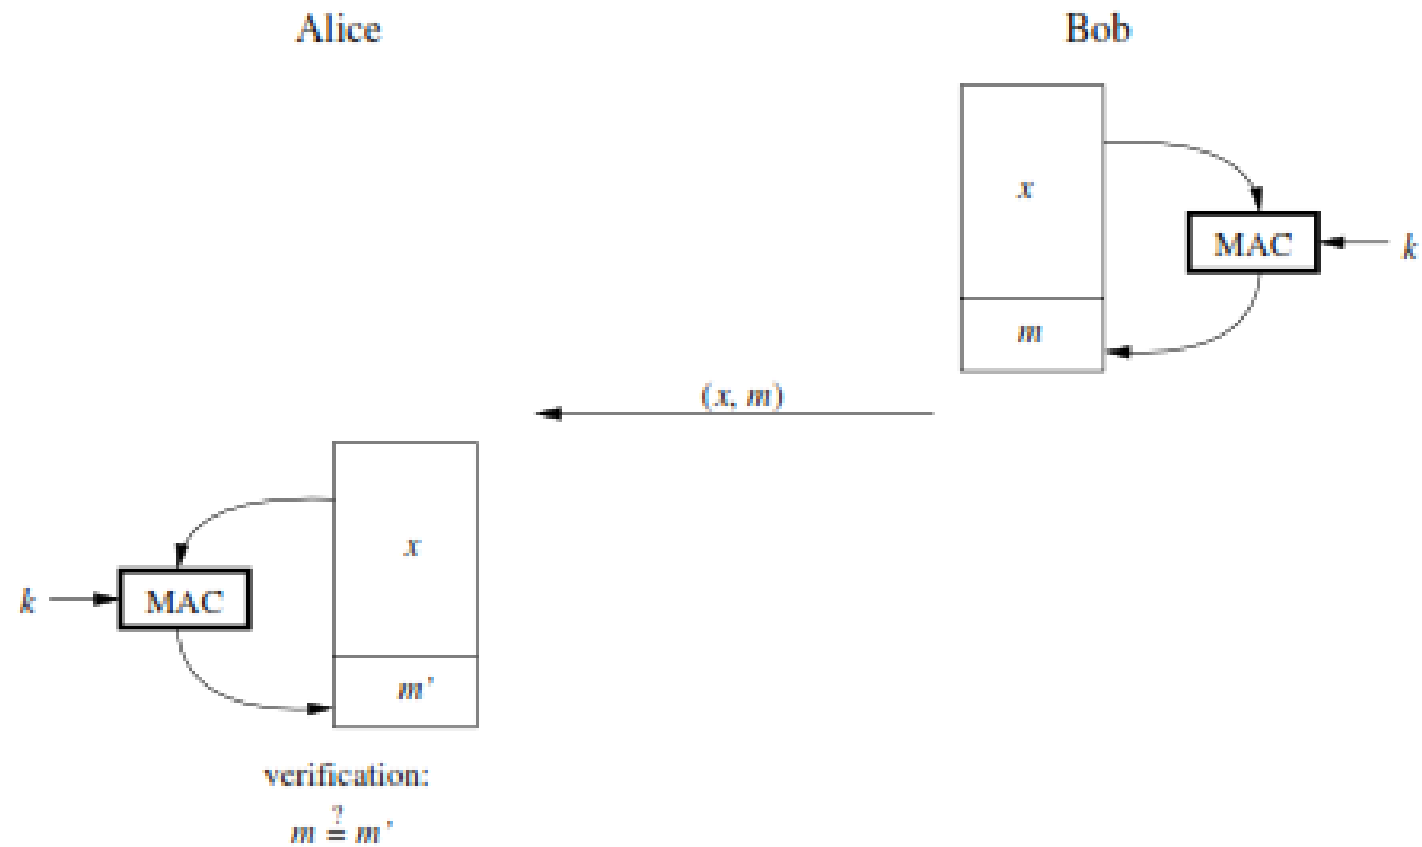 Alice
Bob
x
MAC
k
m
(x, m)
x
k
MAC
m'
verification:
m ≟ m'